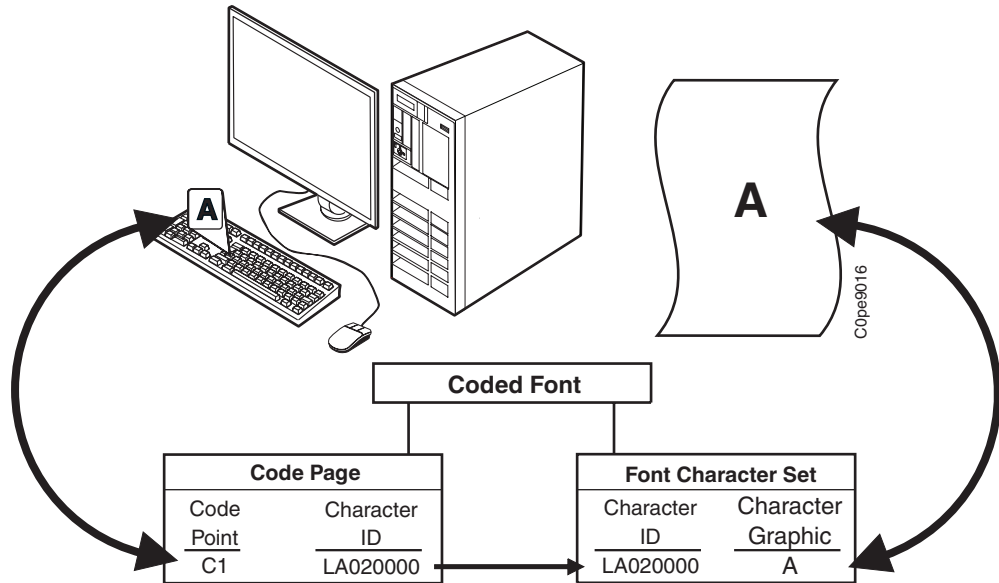 A
A
C0pe9016
Coded Font
Code Page
Code Character
Point ID
C1 LA020000
Font Character Set
Character Character
ID Graphic
LA020000 A